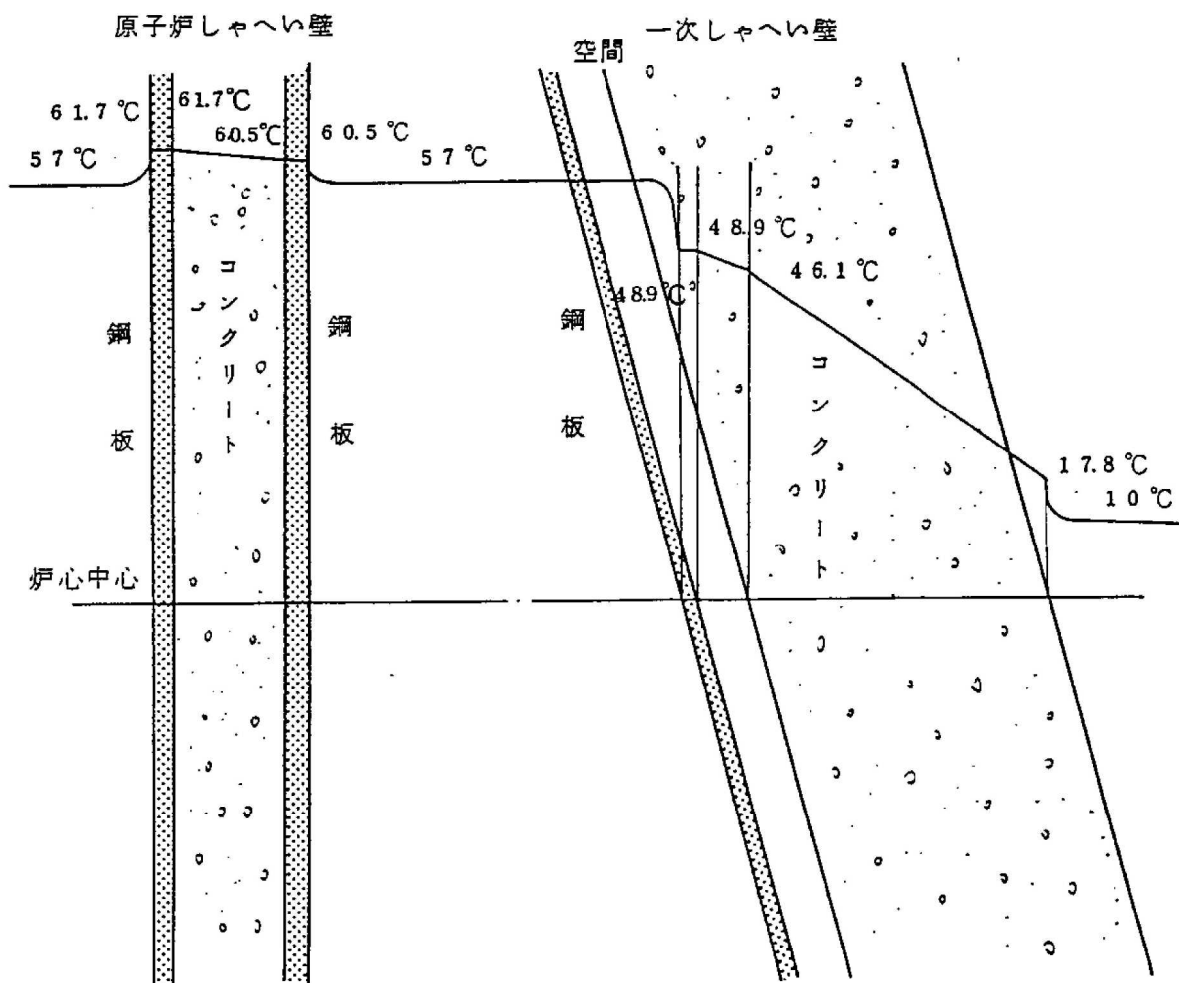 原子炉しゃへい壁
空間
一次しゃへい壁
61.7℃
61.7℃
60.5℃
60.5℃
57℃
57℃
48.9℃
46.1℃
48.9℃
コンクリート
鋼板
鋼板
鋼板
コンクリート
17.8℃
10℃
炉心中心